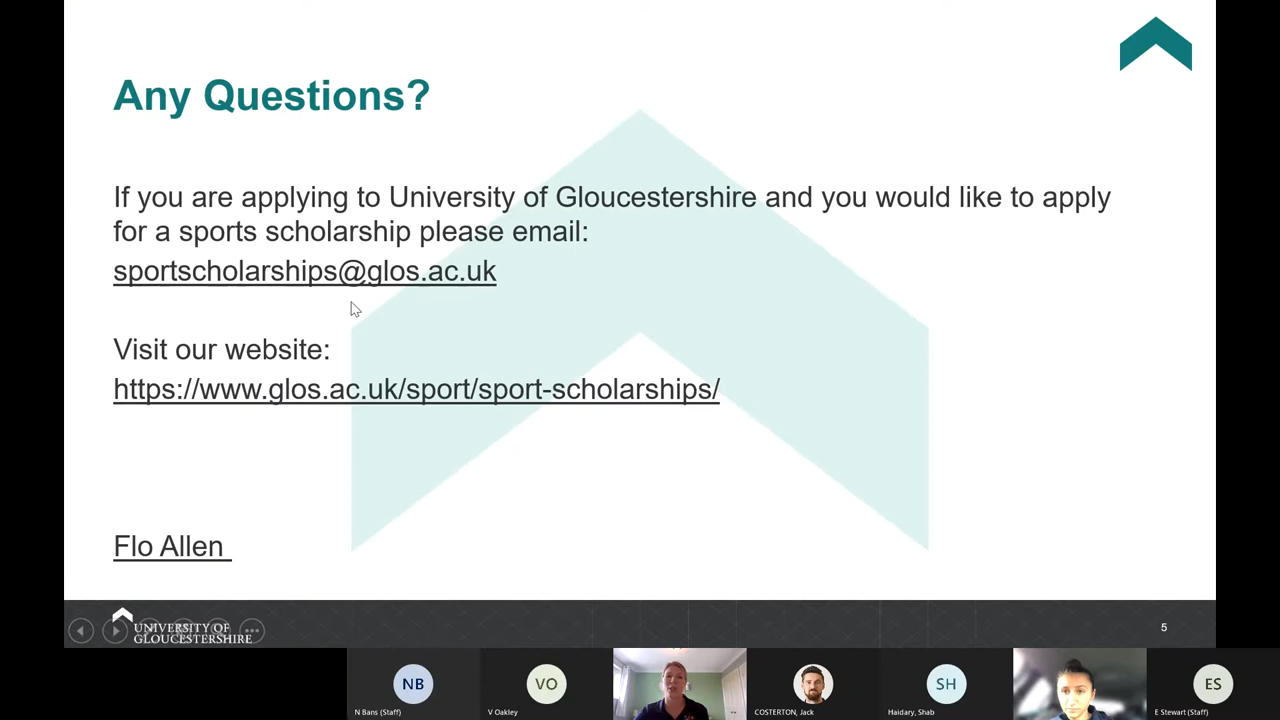 Any Questions?
If you are applying to University of Gloucestershire and you would like to apply
for a sports scholarship please email:
sportscholarships@glos.ac.uk
Visit our website:
https://www.glos.ac.uk/sport/sport-scholarships/
Flo Allen
UNIVERSITY OF
GLOUCESTERSHIRE
5
NB
VO
SH
ES
N Bans (Staff)
V Oakley
COSTERTON, Jack
Haidary, Shab
E Stewart (Staff)